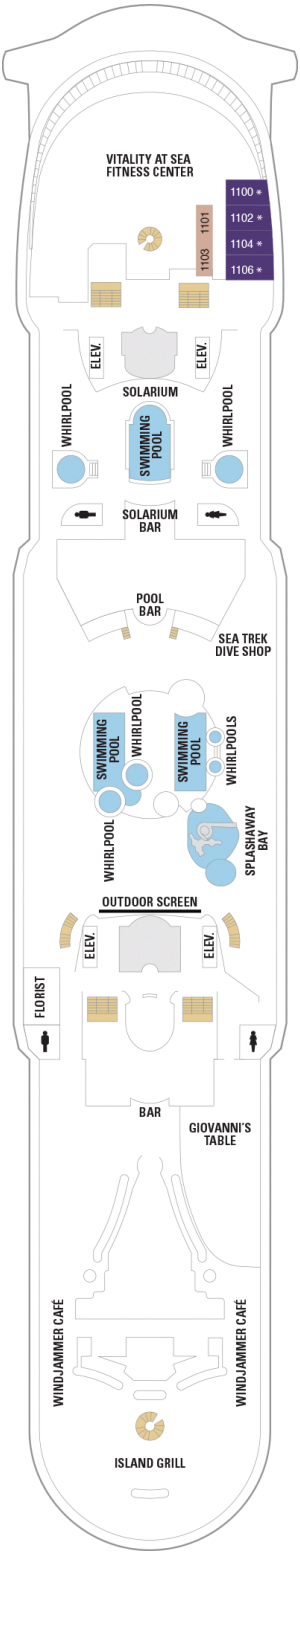 VITALITY AT SEA
FITNESS CENTER
1100 *
1102 *
1104 *
1106 *
1101
1103
ELEV.
ELEV.
SOLARIUM
WHIRLPOOL
SWIMMING
POOL
WHIRLPOOL
SOLARIUM
BAR
POOL
BAR
SEA TREK
DIVE SHOP
SWIMMING
POOL
WHIRLPOOL
SWIMMING
POOL
WHIRLPOOLS
WHIRLPOOL
SPLASHAWAY
BAY
OUTDOOR SCREEN
ELEV.
ELEV.
FLORIST
BAR
GIOVANNI'S
TABLE
WINDJAMMER CAFÉ
WINDJAMMER CAFÉ
ISLAND GRILL